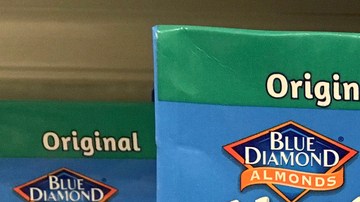 Original
BLUE
DIAMOND
Origin
BLUE
DIAMOND
ALMONDS